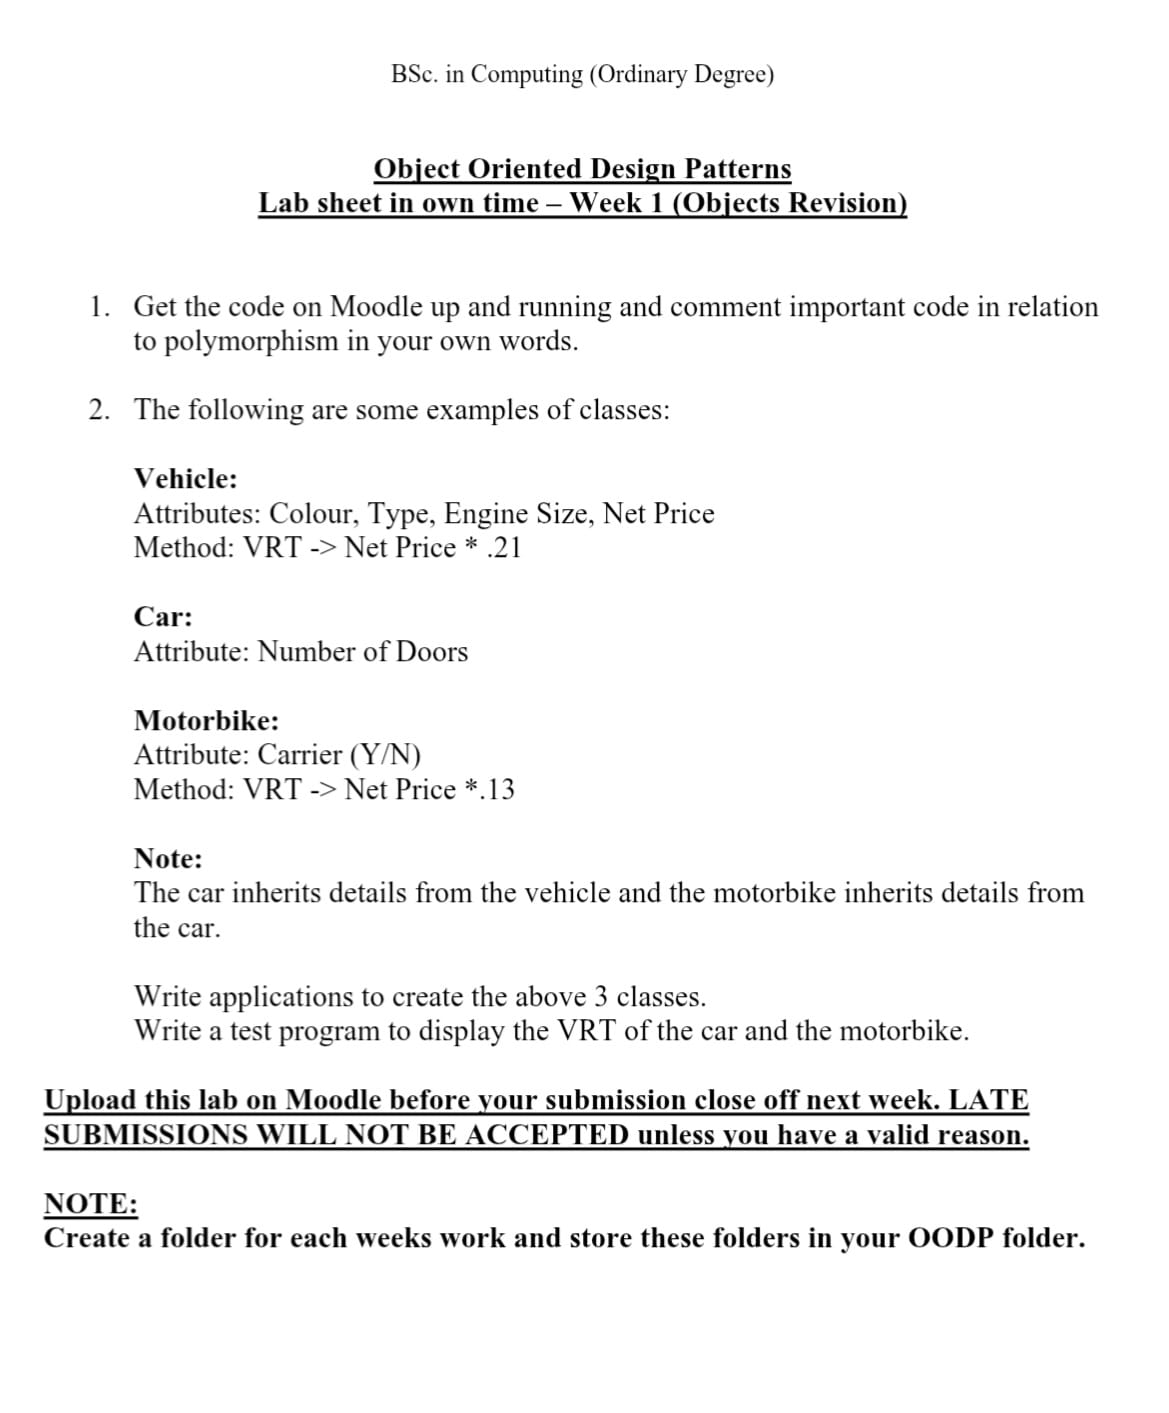 BSc. in Computing (Ordinary Degree)
Object Oriented Design Patterns
Lab sheet in own time – Week 1 (Objects Revision)
1. Get the code on Moodle up and running and comment important code in relation
to polymorphism in your own words.
2. The following are some examples of classes:
Vehicle:
Attributes: Colour, Type, Engine Size, Net Price
Method: VRT -> Net Price * .21
Car:
Attribute: Number of Doors
Motorbike:
Attribute: Carrier (Y/N)
Method: VRT -> Net Price *.13
Note:
The car inherits details from the vehicle and the motorbike inherits details from
the car.
Write applications to create the above 3 classes.
Write a test program to display the VRT of the car and the motorbike.
Upload this lab on Moodle before your submission close off next week. LATE
SUBMISSIONS WILL NOT BE ACCEPTED unless you have a valid reason.
NOTE:
Create a folder for each weeks work and store these folders in your OODP folder.